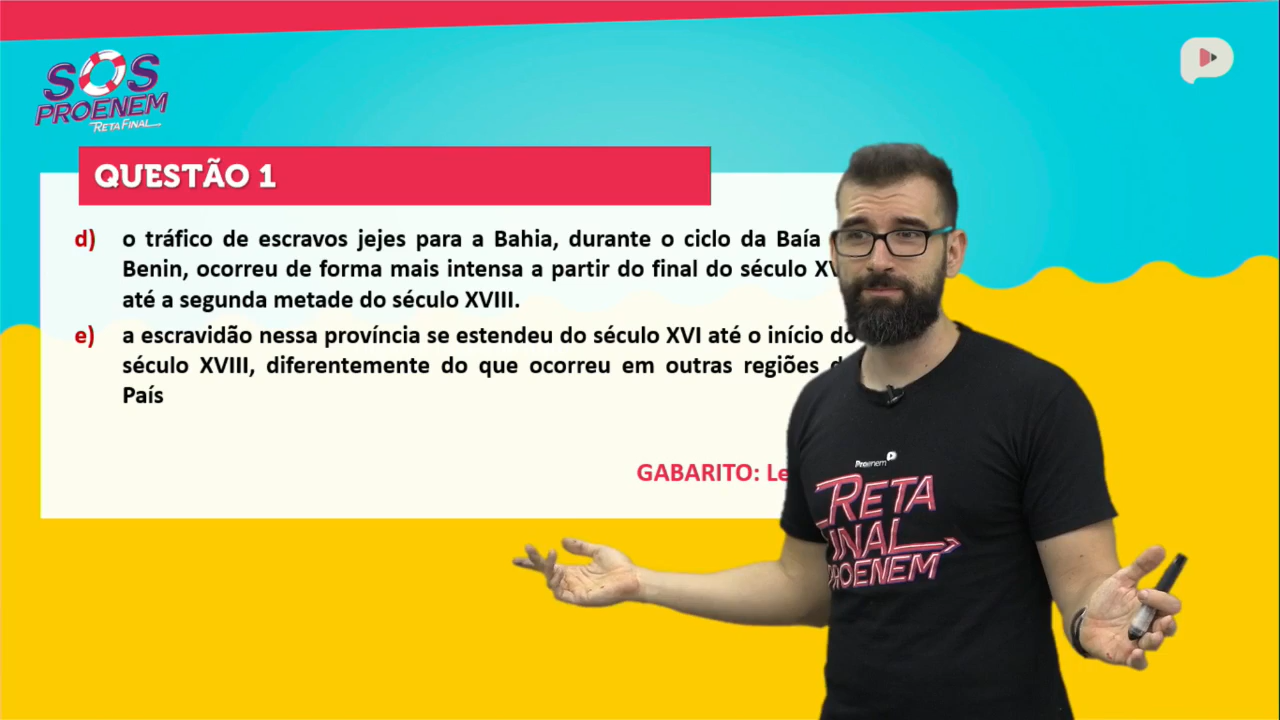 SOS
PROENEM
RETA FINAL
QUESTÃO 1
d) o tráfico de escravos jejes para a Bahia, durante o ciclo da Baía
Benin, ocorreu de forma mais intensa a partir do final do século
até a segunda metade do século XVIII.
e) a escravidão nessa província se estendeu do século XVI até o início do
século XVIII, diferentemente do que ocorreu em outras regiões
País
GABARITO:
Proenem
RETA
FINAL
PROENEM